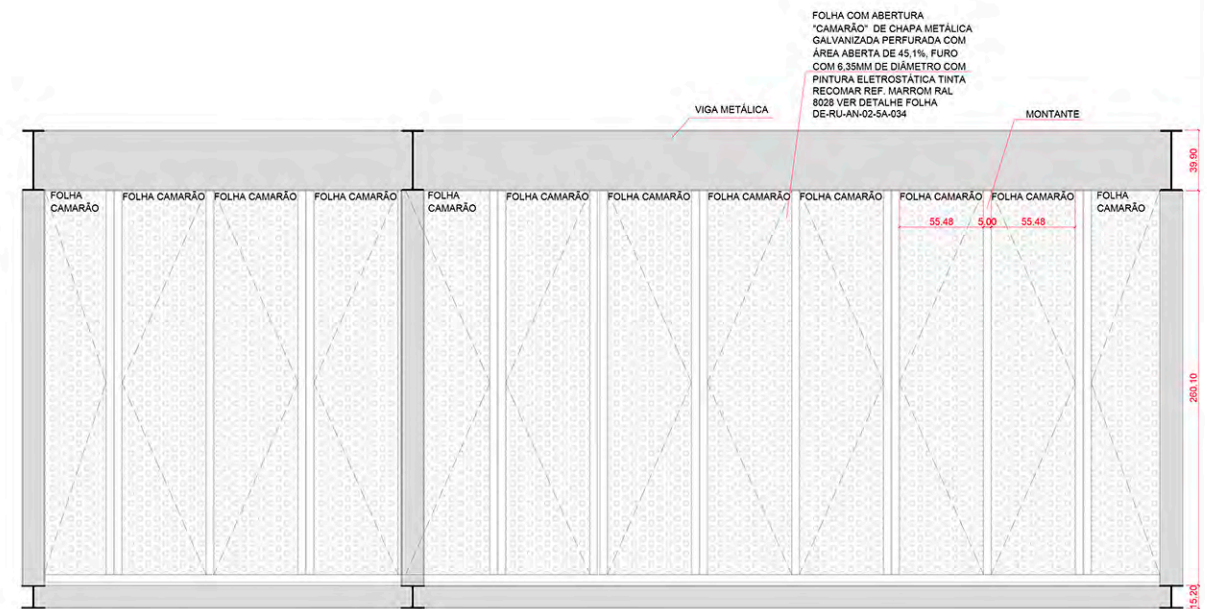 FOLHA COM ABERTURA
"CAMARÃO" DE CHAPA METÁLICA
GALVANIZADA PERFURADA COM
ÁREA ABERTA DE 45,1%, FURO
COM 6,35MM DE DIÂMETRO COM
PINTURA ELETROSTÁTICA TINTA
RECOMAR REF. MARROM RAL
8028 VER DETALHE FOLHA
DE-RU-AN-02-5A-034
VIGA METÁLICA
MONTANTE
39.90
FOLHA
CAMARÃO
FOLHA CAMARÃO
FOLHA CAMARÃO
FOLHA CAMARÃO
FOLHA
CAMARÃO
FOLHA CAMARÃO
FOLHA CAMARÃO
FOLHA CAMARÃO
FOLHA CAMARÃO
FOLHA CAMARÃO
FOLHA CAMARÃO
FOLHA
CAMARÃO
55.48
5.00
55.48
260.10
15.20